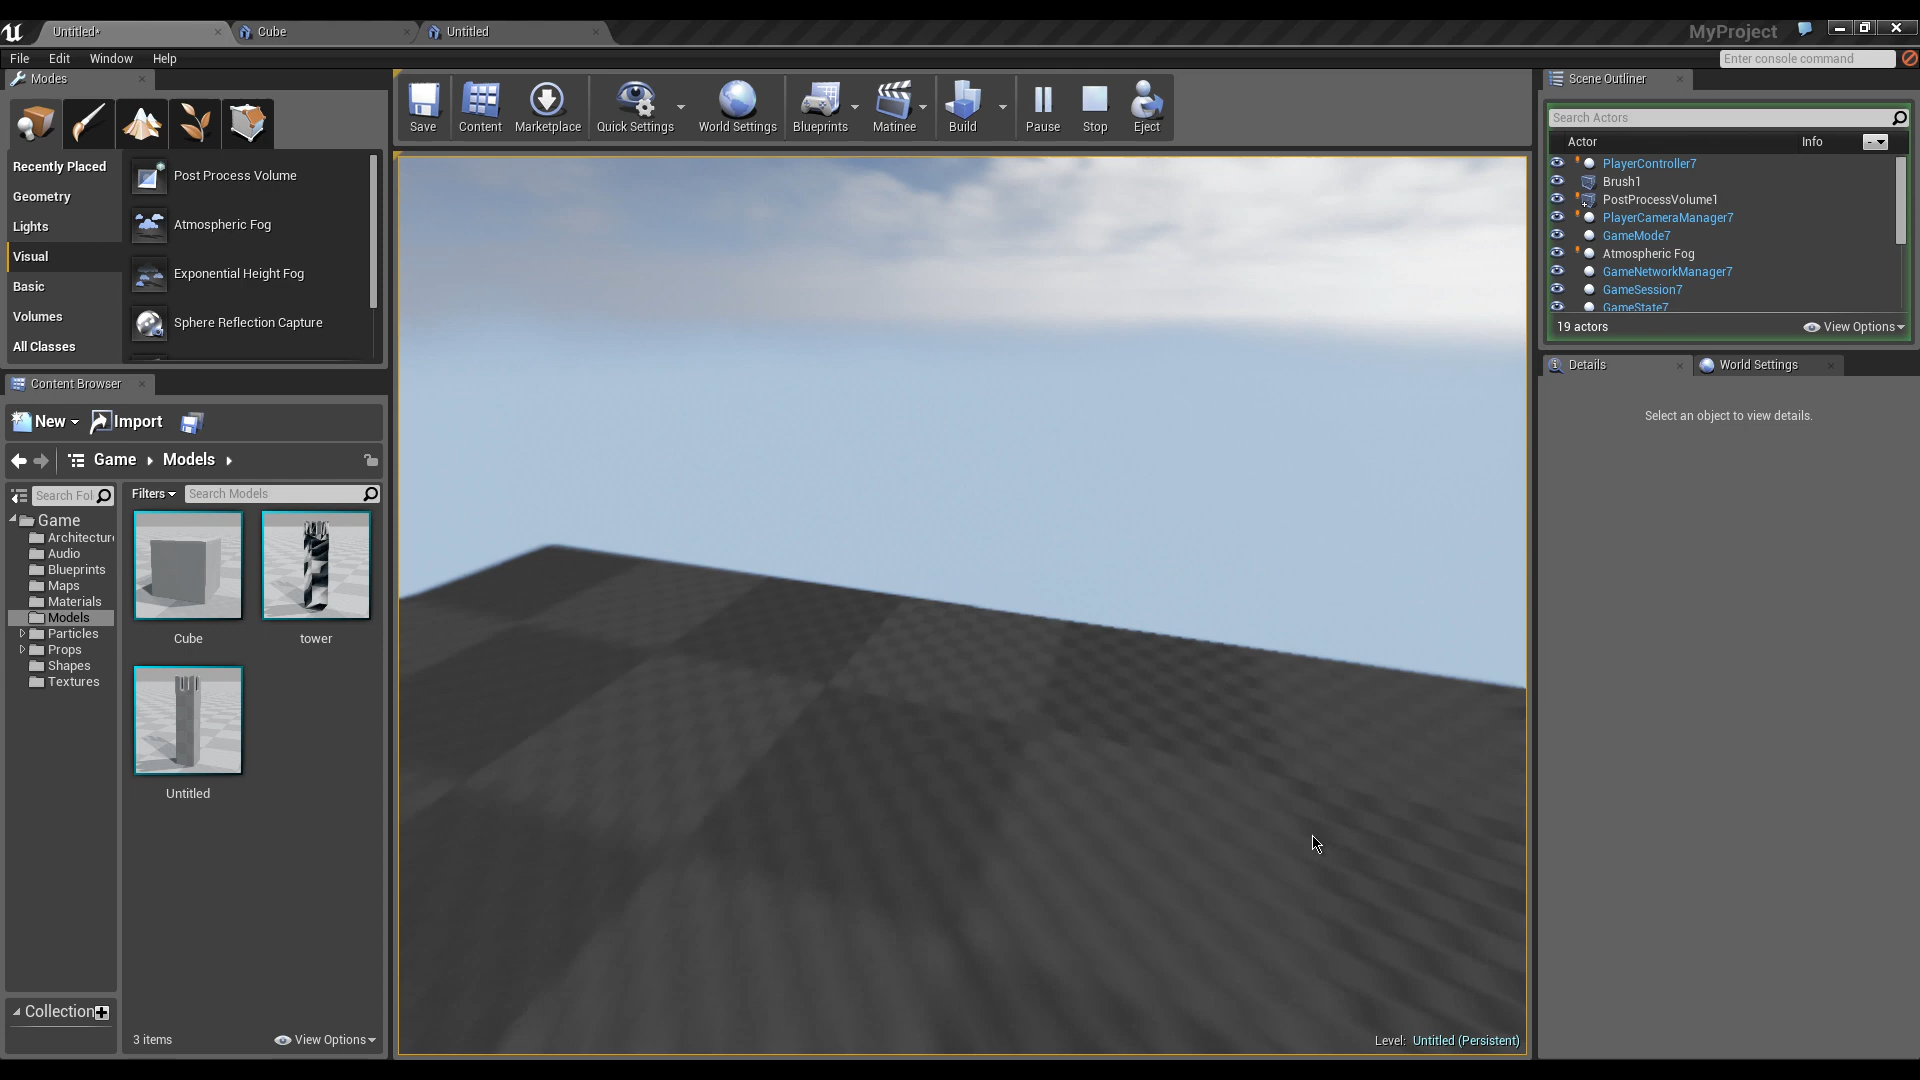 Untitled*
Cube
Untitled
MyProject
File
Edit
Window
Help
Enter console command
Modes
Save
Content
Marketplace
Quick Settings
World Settings
Blueprints
Matinee
Build
Pause
Stop
Eject
Scene Outliner
Search Actors
Actor
Info
PlayerController7
Brush1
PostProcessVolume1
PlayerCameraManager7
GameMode7
Atmospheric Fog
GameNetworkManager7
GameSession7
GameState7
19 actors
View Options
Recently Placed
Geometry
Lights
Visual
Basic
Volumes
All Classes
Post Process Volume
Atmospheric Fog
Exponential Height Fog
Sphere Reflection Capture
Details
World Settings
Select an object to view details.
Content Browser
New
Import
Game
Models
Search Fol
Filters
Search Models
Game
Architectur
Audio
Blueprints
Maps
Materials
Models
Particles
Props
Shapes
Textures
Cube
tower
Untitled
Collection
3 items
View Options
Level: Untitled (Persistent)